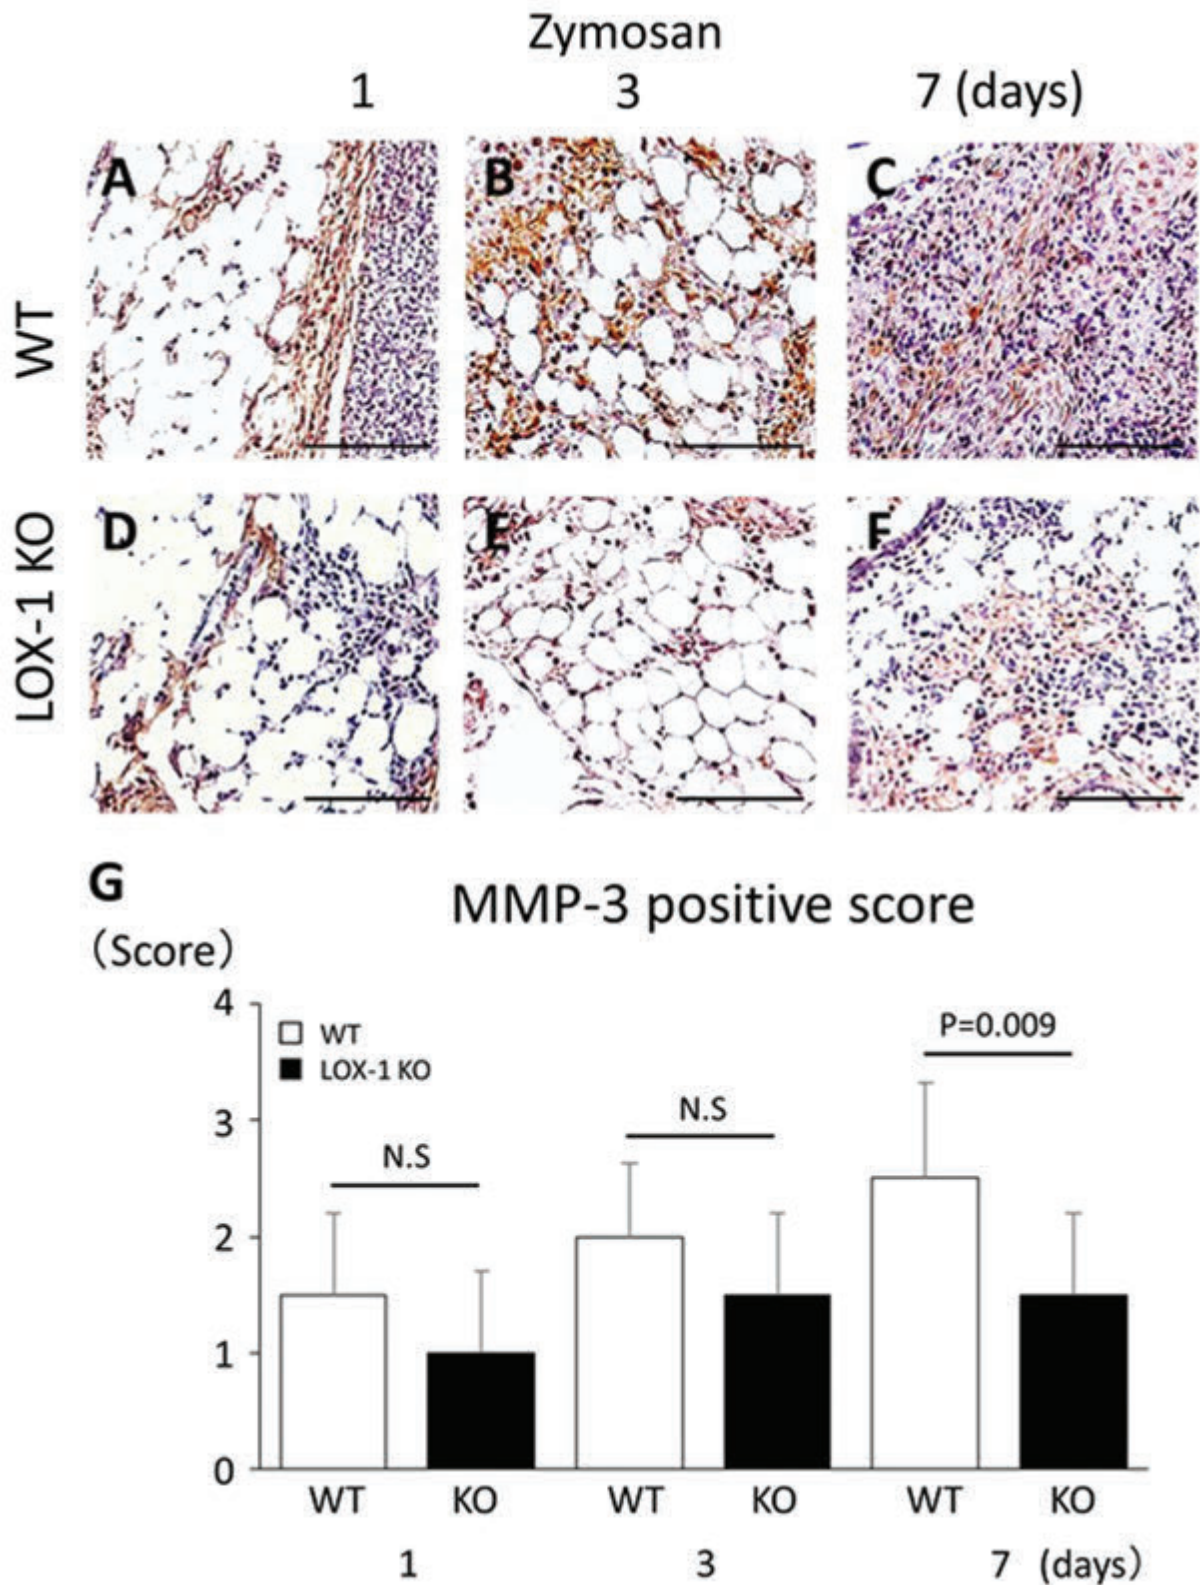 Zymosan
1 3 7 (days)
WT
A B C
LOX-1 KO
D E F
G
MMP-3 positive score
(Score)
4
WT
P=0.009
LOX-1 KO
3
N.S
N.S
2
1
0
WT KO WT KO WT KO
1 3 7 (days)